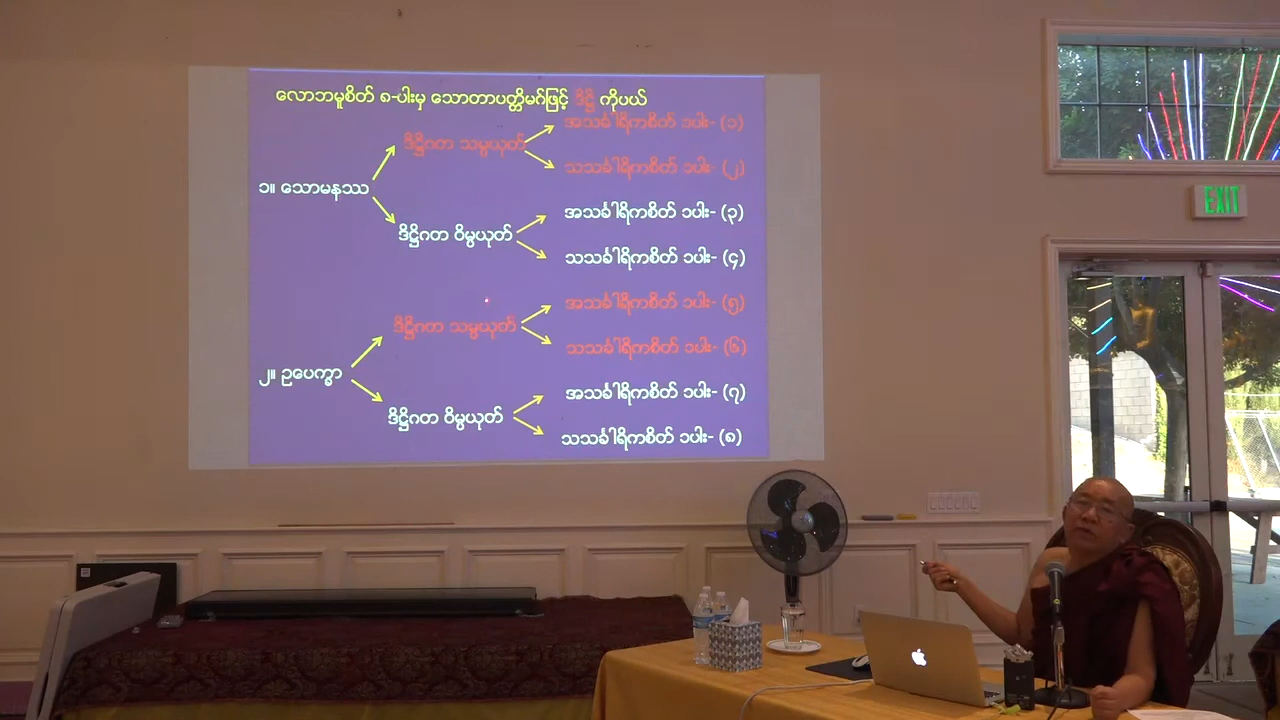 လောဘမူစိတ် ၈-ပါးမှ သောတာပတ္တိမဂ်ဖြင့် ဒိဋ္ဌိ ကိုပယ်
အသင်္ခါရိကစိတ် ၁ပါး- (၁)
ဒိဋ္ဌိဂတ သမ္ပယုတ်
သသင်္ခါရိကစိတ် ၁ပါး- (၂)
၁။ သောမနဿ
အသင်္ခါရိကစိတ် ၁ပါး- (၃)
ဒိဋ္ဌိဂတ ဝိမ္ပယုတ်
သသင်္ခါရိကစိတ် ၁ပါး- (၄)
အသင်္ခါရိကစိတ် ၁ပါး- (၅)
ဒိဋ္ဌိဂတ သမ္ပယုတ်
သသင်္ခါရိကစိတ် ၁ပါး- (၆)
၂။ ဥပေက္ခာ
အသင်္ခါရိကစိတ် ၁ပါး- (၇)
ဒိဋ္ဌိဂတ ဝိမ္ပယုတ်
သသင်္ခါရိကစိတ် ၁ပါး- (၈)
EXIT